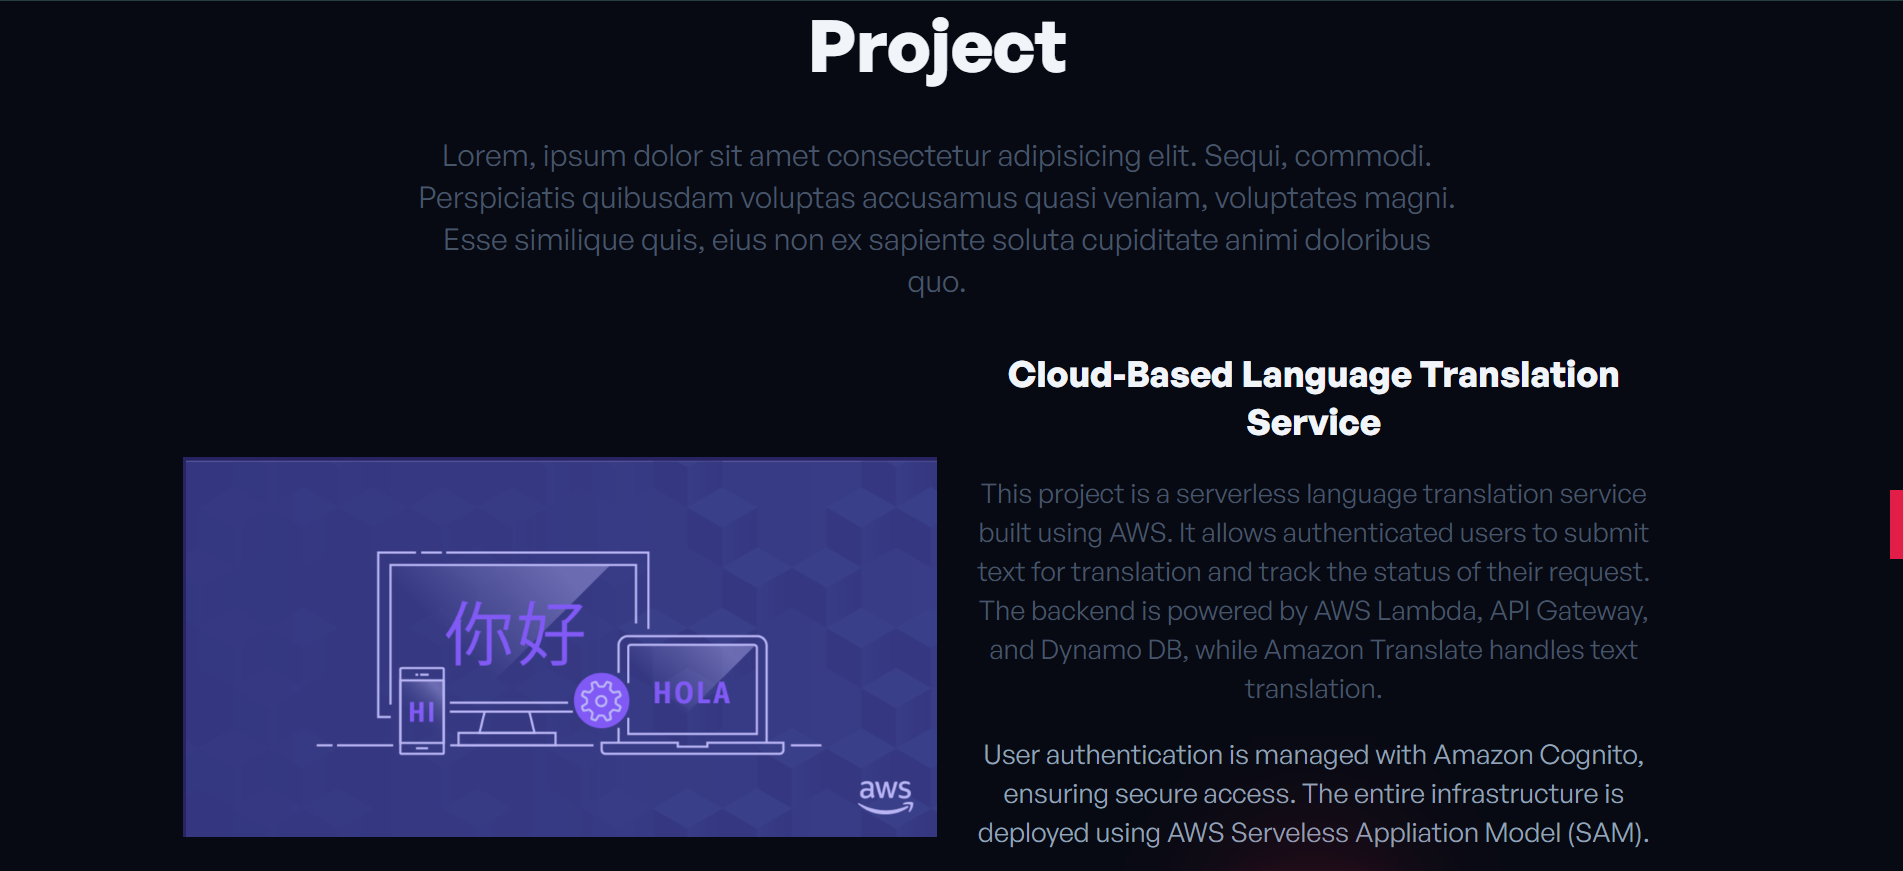 Project
Lorem, ipsum dolor sit amet consectetur adipisicing elit. Sequi, commodi.
Perspiciatis quibusdam voluptas accusamus quasi veniam, voluptates magni.
Esse similique quis, eius non ex sapiente soluta cupiditate animi doloribus
quo.
Cloud-Based Language Translation
Service
This project is a serverless language translation service
built using AWS. It allows authenticated users to submit
text for translation and track the status of their request.
The backend is powered by AWS Lambda, API Gateway,
and Dynamo DB, while Amazon Translate handles text
translation.
User authentication is managed with Amazon Cognito,
ensuring secure access. The entire infrastructure is
deployed using AWS Serveless Appliation Model (SAM).
你好
HI
HOLA
aws